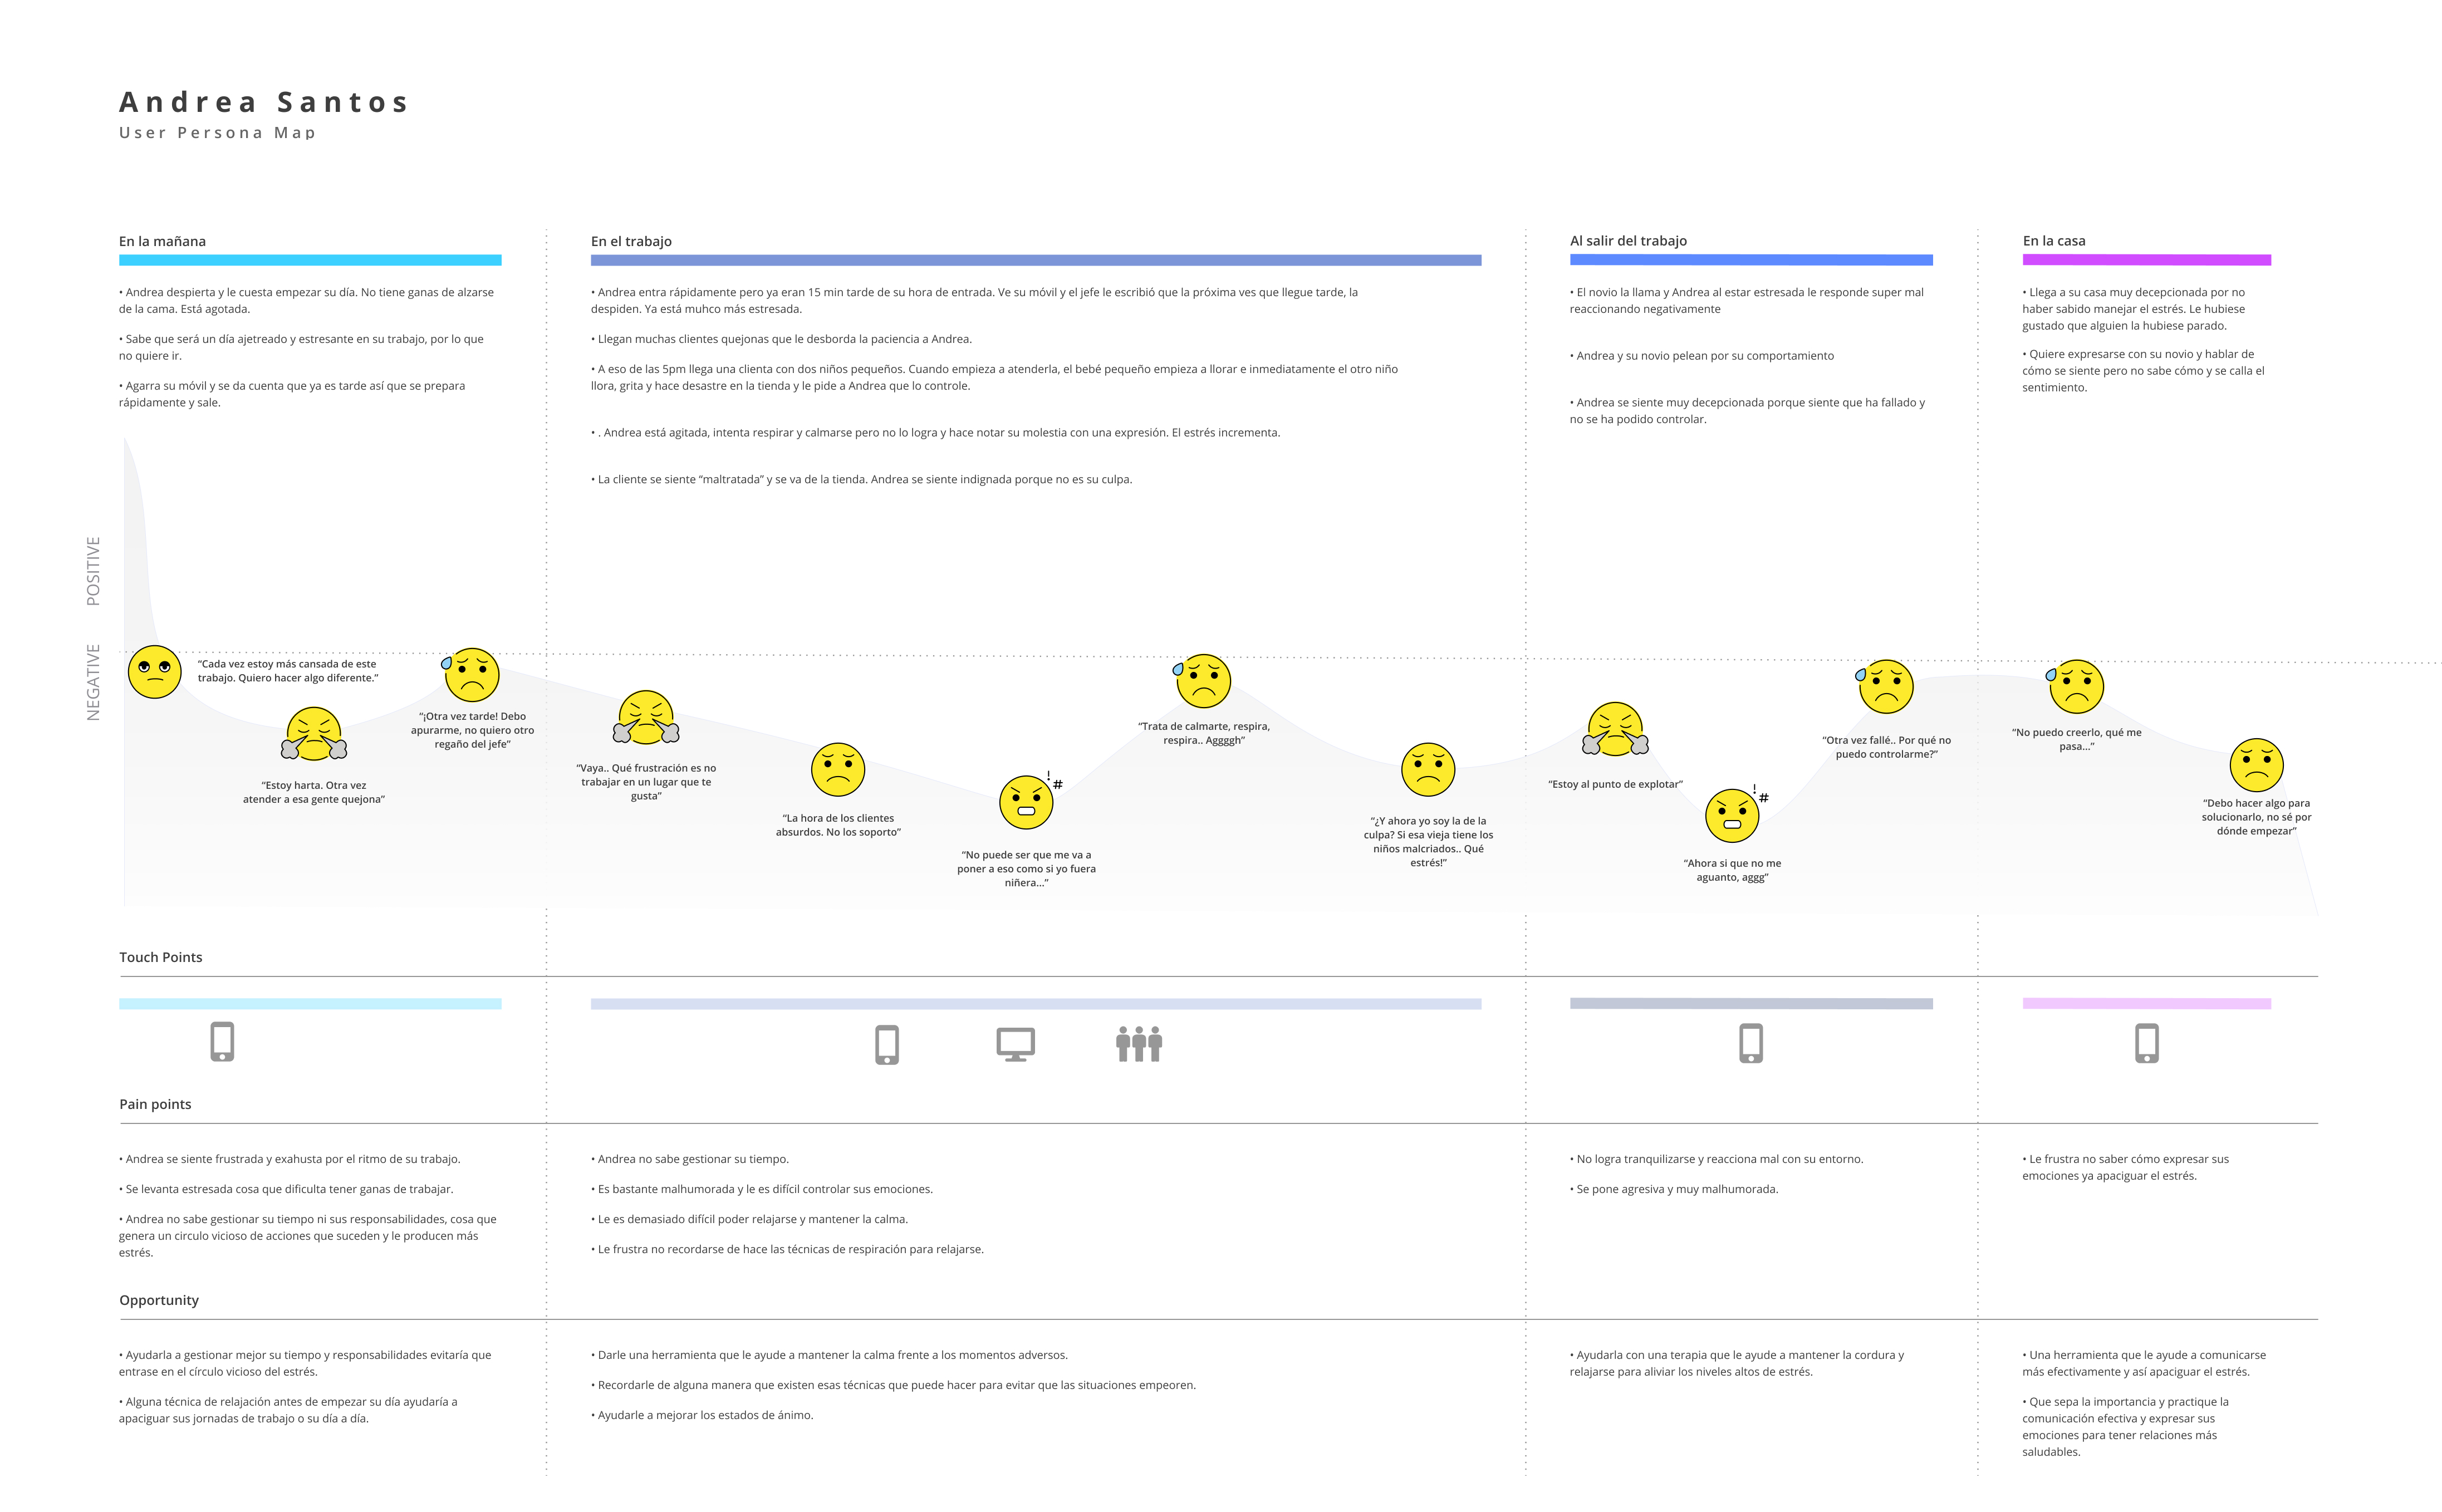 Andrea Santos
User Persona Map
En la mañana
• Andrea despierta y le cuesta empezar su día. No tiene ganas de alzarse
de la cama. Está agotada.
• Sabe que será un día ajetreado y estresante en su trabajo, por lo que
no quiere ir.
• Agarra su móvil y se da cuenta que ya es tarde así que se prepara
rápidamente y sale.
En el trabajo
• Andrea entra rápidamente pero ya eran 15 min tarde de su hora de entrada. Ve su móvil y el jefe le escribió que la próxima ves que llegue tarde, la
despiden. Ya está muhco más estresada.
• Llegan muchas clientes quejonas que le desborda la paciencia a Andrea.
• A eso de las 5pm llega una clienta con dos niños pequeños. Cuando empieza a atenderla, el bebé pequeño empieza a llorar e inmediatamente el otro niño
llora, grita y hace desastre en la tienda y le pide a Andrea que lo controle.
• . Andrea está agitada, intenta respirar y calmarse pero no lo logra y hace notar su molestia con una expresión. El estrés incrementa.
• La cliente se siente “maltratada” y se va de la tienda. Andrea se siente indignada porque no es su culpa.
Al salir del trabajo
• El novio la llama y Andrea al estar estresada le responde super mal
reaccionando negativamente
• Andrea y su novio pelean por su comportamiento
• Andrea se siente muy decepcionada porque siente que ha fallado y
no se ha podido controlar.
En la casa
• Llega a su casa muy decepcionada por no
haber sabido manejar el estrés. Le hubiese
gustado que alguien la hubiese parado.
• Quiere expresarse con su novio y hablar de
cómo se siente pero no sabe cómo y se calla el
sentimiento.
POSITIVE
NEGATIVE
“Cada vez estoy más cansada de este
trabajo. Quiero hacer algo diferente.”
“Estoy harta. Otra vez
atender a esa gente quejona”
“¡Otra vez tarde! Debo
apurarme, no quiero otro
regaño del jefe”
“Vaya.. Qué frustración es no
trabajar en un lugar que te
gusta”
“La hora de los clientes
absurdos. No los soporto”
!
#
“No puede ser que me va a
poner a eso como si yo fuera
niñera...”
“Trata de calmarte, respira,
respira.. Aggggh”
“¿Y ahora yo soy la de la
culpa? Si esa vieja tiene los
niños malcriados.. Qué
estrés!”
“Estoy al punto de explotar”
!
#
“Ahora si que no me
aguanto, aggg”
“Otra vez fallé.. Por qué no
puedo controlarme?”
“No puedo creerlo, qué me
pasa...”
“Debo hacer algo para
solucionarlo, no sé por
dónde empezar”
Touch Points
Pain points
• Andrea se siente frustrada y exahusta por el ritmo de su trabajo.
• Se levanta estresada cosa que dificulta tener ganas de trabajar.
• Andrea no sabe gestionar su tiempo ni sus responsabilidades, cosa que
genera un circulo vicioso de acciones que suceden y le producen más
estrés.
• Andrea no sabe gestionar su tiempo.
• Es bastante malhumorada y le es difícil controlar sus emociones.
• Le es demasiado difícil poder relajarse y mantener la calma.
• Le frustra no recordarse de hace las técnicas de respiración para relajarse.
• No logra tranquilizarse y reacciona mal con su entorno.
• Se pone agresiva y muy malhumorada.
• Le frustra no saber cómo expresar sus
emociones ya apaciguar el estrés.
Opportunity
• Ayudarla a gestionar mejor su tiempo y responsabilidades evitaría que
entrase en el círculo vicioso del estrés.
• Alguna técnica de relajación antes de empezar su día ayudaría a
apaciguar sus jornadas de trabajo o su día a día.
• Darle una herramienta que le ayude a mantener la calma frente a los momentos adversos.
• Recordarle de alguna manera que existen esas técnicas que puede hacer para evitar que las situaciones empeoren.
• Ayudarle a mejorar los estados de ánimo.
• Ayudarla con una terapia que le ayude a mantener la cordura y
relajarse para aliviar los niveles altos de estrés.
• Una herramienta que le ayude a comunicarse
más efectivamente y así apaciguar el estrés.
• Que sepa la importancia y practique la
comunicación efectiva y expresar sus
emociones para tener relaciones más
saludables.